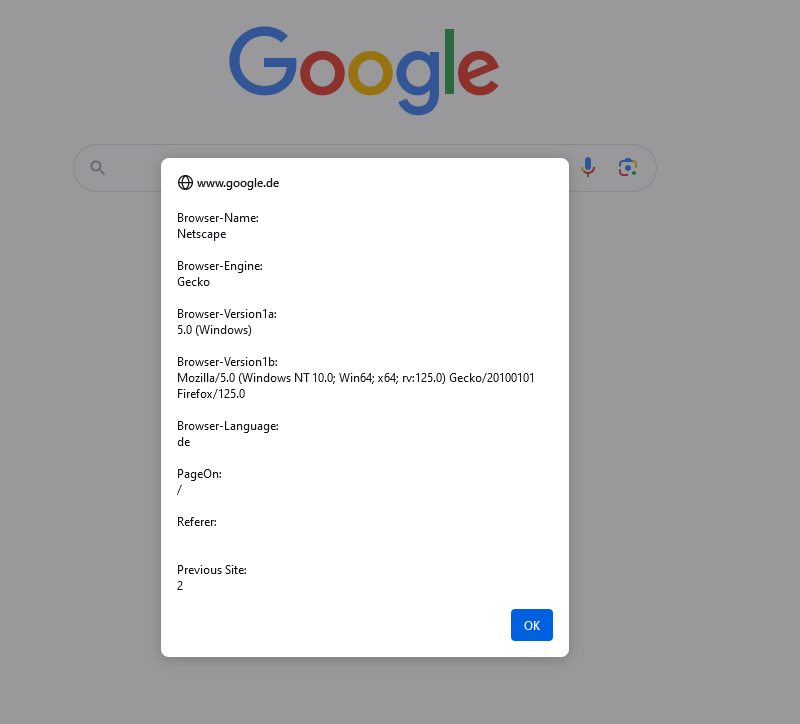 Google
www.google.de
Browser-Name:
Netscape
Browser-Engine:
Gecko
Browser-Version1a:
5.0 (Windows)
Browser-Version1b:
Mozilla/5.0 (Windows NT 10.0; Win64; x64; rv:125.0) Gecko/20100101
Firefox/125.0
Browser-Language:
de
PageOn:
/
Referer:
Previous Site:
2
OK